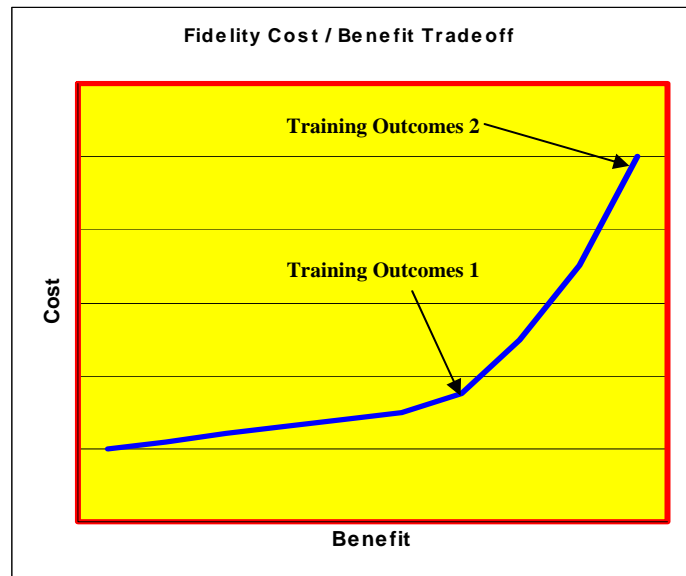 Fidelity Cost / Benefit Tradeoff
Training Outcomes 2
Training Outcomes 1
Cost
Benefit